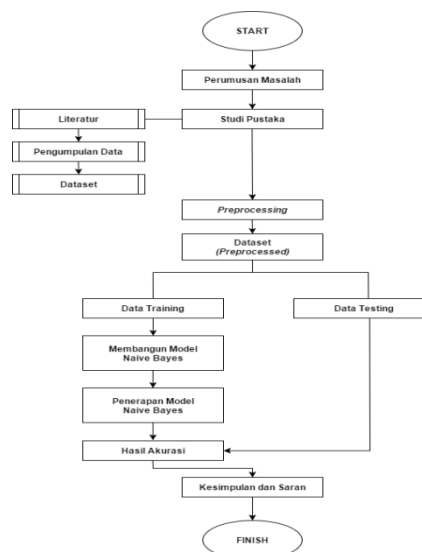 START
Perumusan Masalah
Literatur
Studi Pustaka
Pengumpulan Data
Dataset
Preprocessing
Dataset
(Preprocessed)
Data Training
Data Testing
Membangun Model
Naive Bayes
Penerapan Model
Naive Bayes
Hasil Akurasi
Kesimpulan dan Saran
FINISH